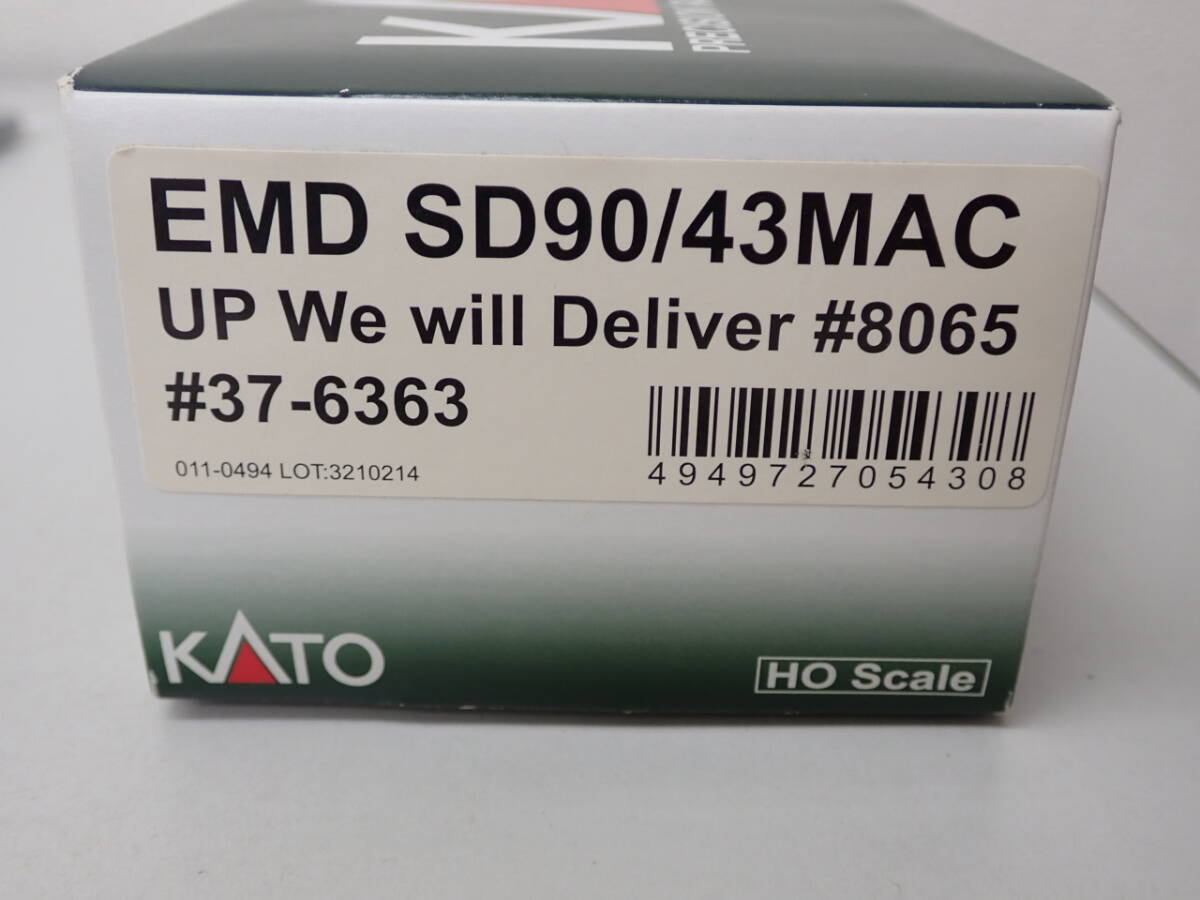 EMD SD90/43MAC
UP We will Deliver #8065
#37-6363
011-0494 LOT:3210214
4949727054308
KATO
HO Scale